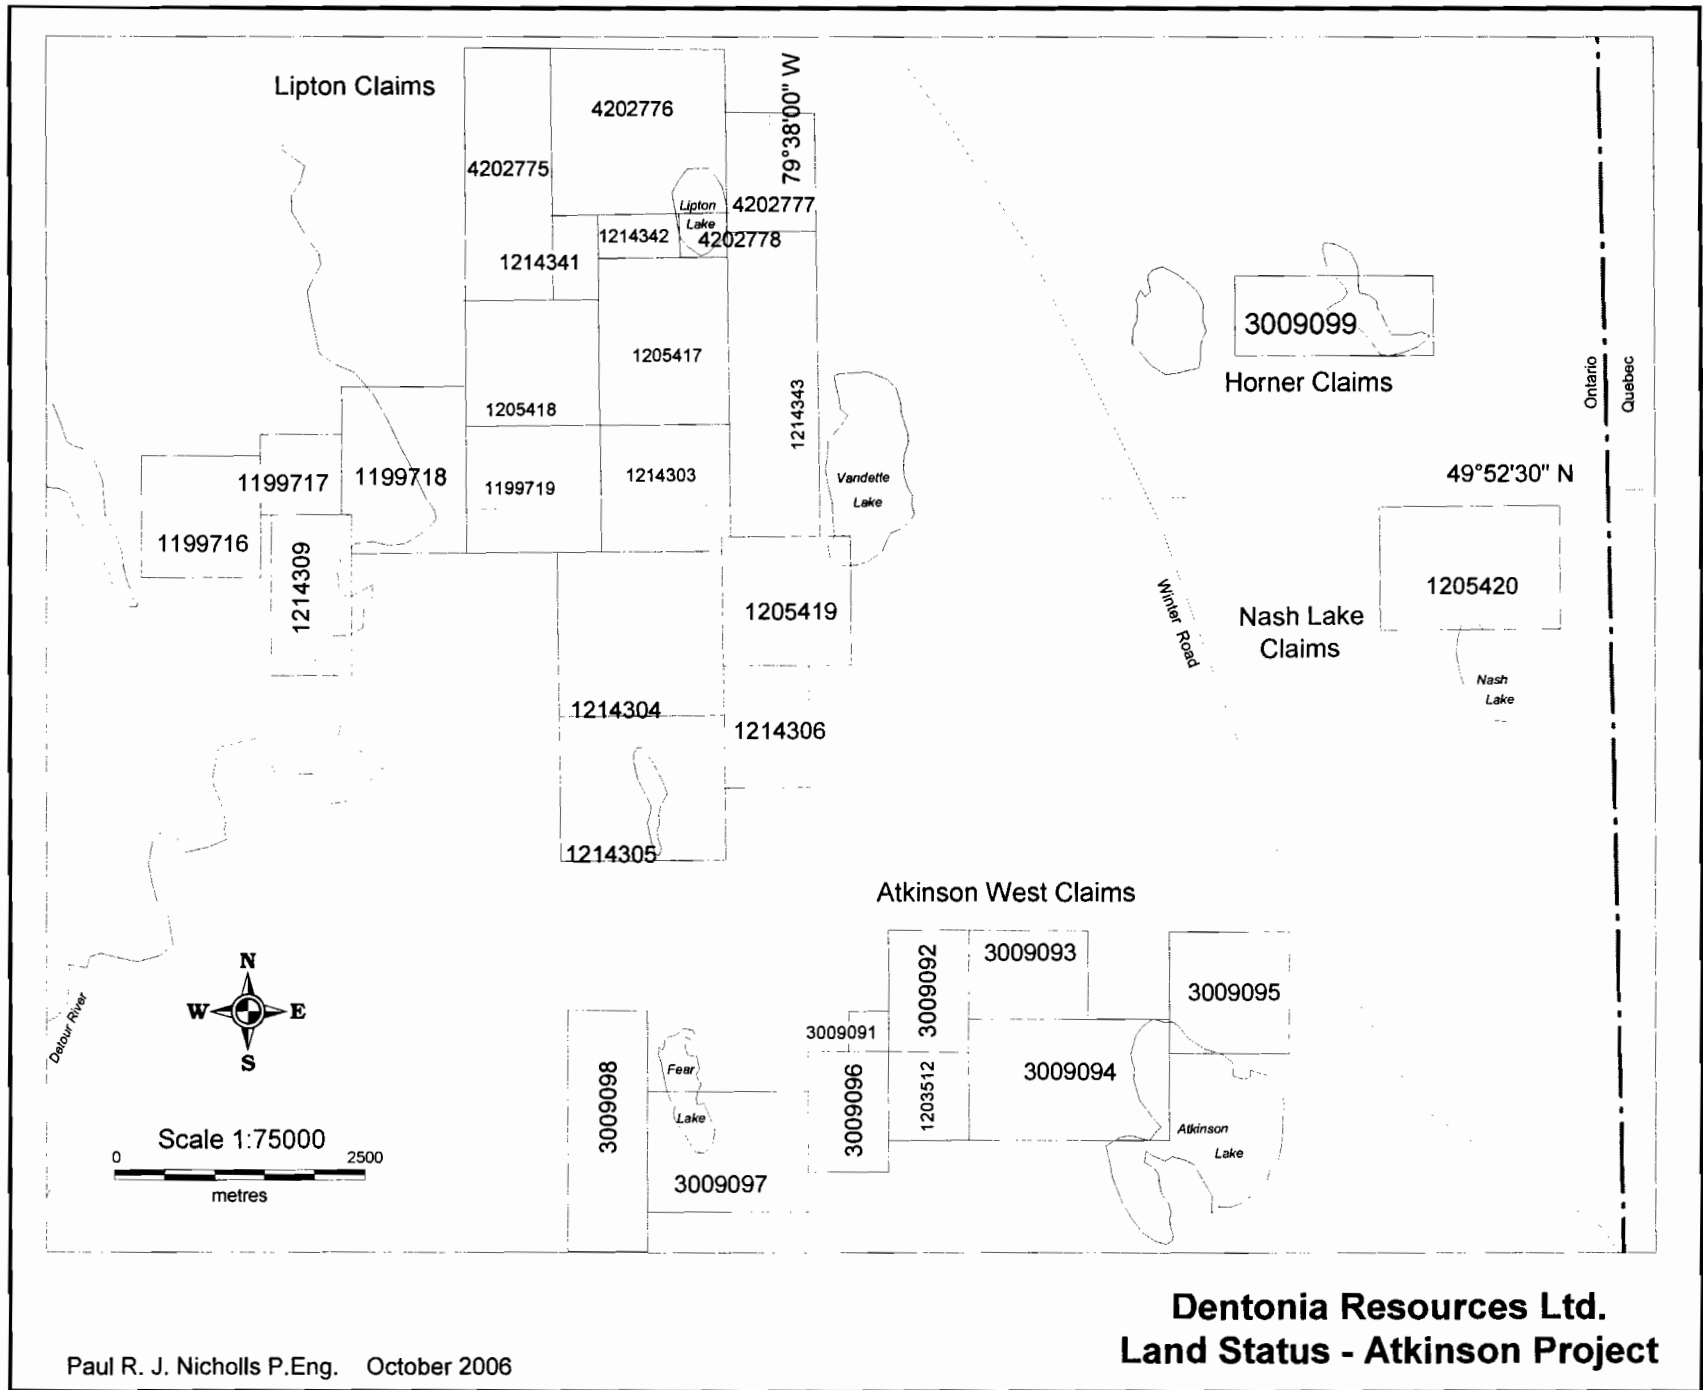 Lipton Claims
4202776
79°38'00" W
4202775
4202777
Lipton
Lake
1214342
4202778
1214341
3009099
Horner Claims
1205417
1205418
1214343
Ontario
Quebec
1199717
1199718
1199719
1214303
Vandette
Lake
49°52'30" N
1199716
1214309
1205419
Winter Road
1205420
Nash Lake
Claims
Nash
Lake
1214304
1214306
1214305
Atkinson West Claims
3009092
3009093
3009095
N
W E
S
Detour River
3009091
3009098
Fear
Lake
3009096
1203512
3009094
Atkinson
Lake
3009097
Scale 1:75000
0 2500
metres
Dentonia Resources Ltd.
Land Status - Atkinson Project
Paul R. J. Nicholls P.Eng. October 2006